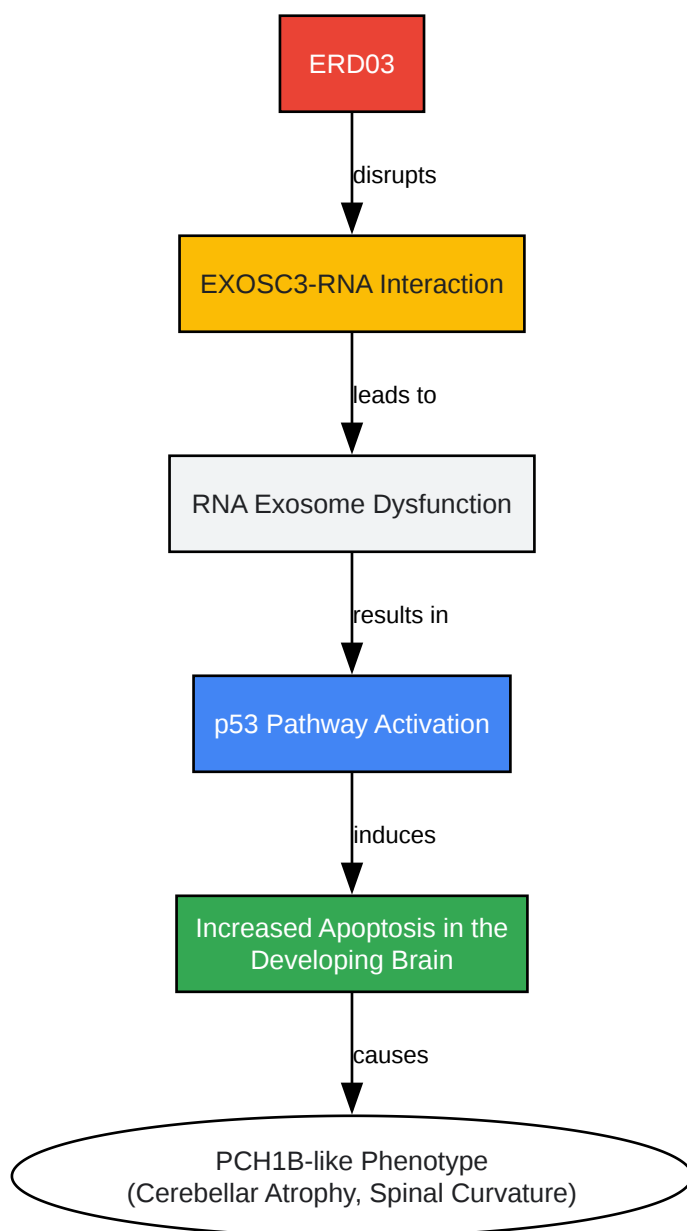 ERD03
disrupts
EXOSC3-RNA Interaction
leads to
RNA Exosome Dysfunction
results in
p53 Pathway Activation
induces
Increased Apoptosis in the
Developing Brain
causes
PCH1B-like Phenotype
(Cerebellar Atrophy, Spinal Curvature)